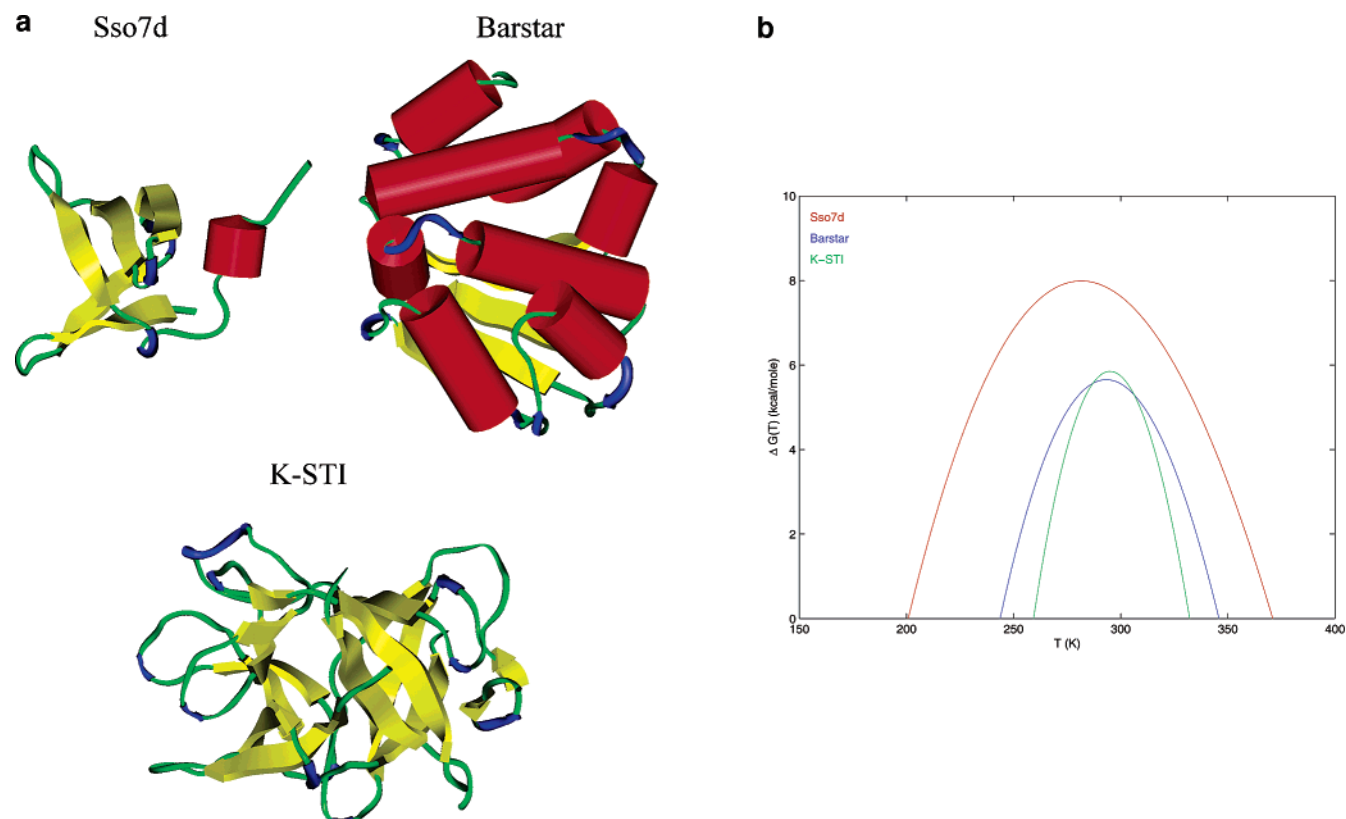 a
Sso7d
Barstar
K-STI
b
10
8
6
4
2
0
Δ G(T) (kcal/mole)
Sso7d
Barstar
K-STI
150 200 250 300 350 400
T (K)